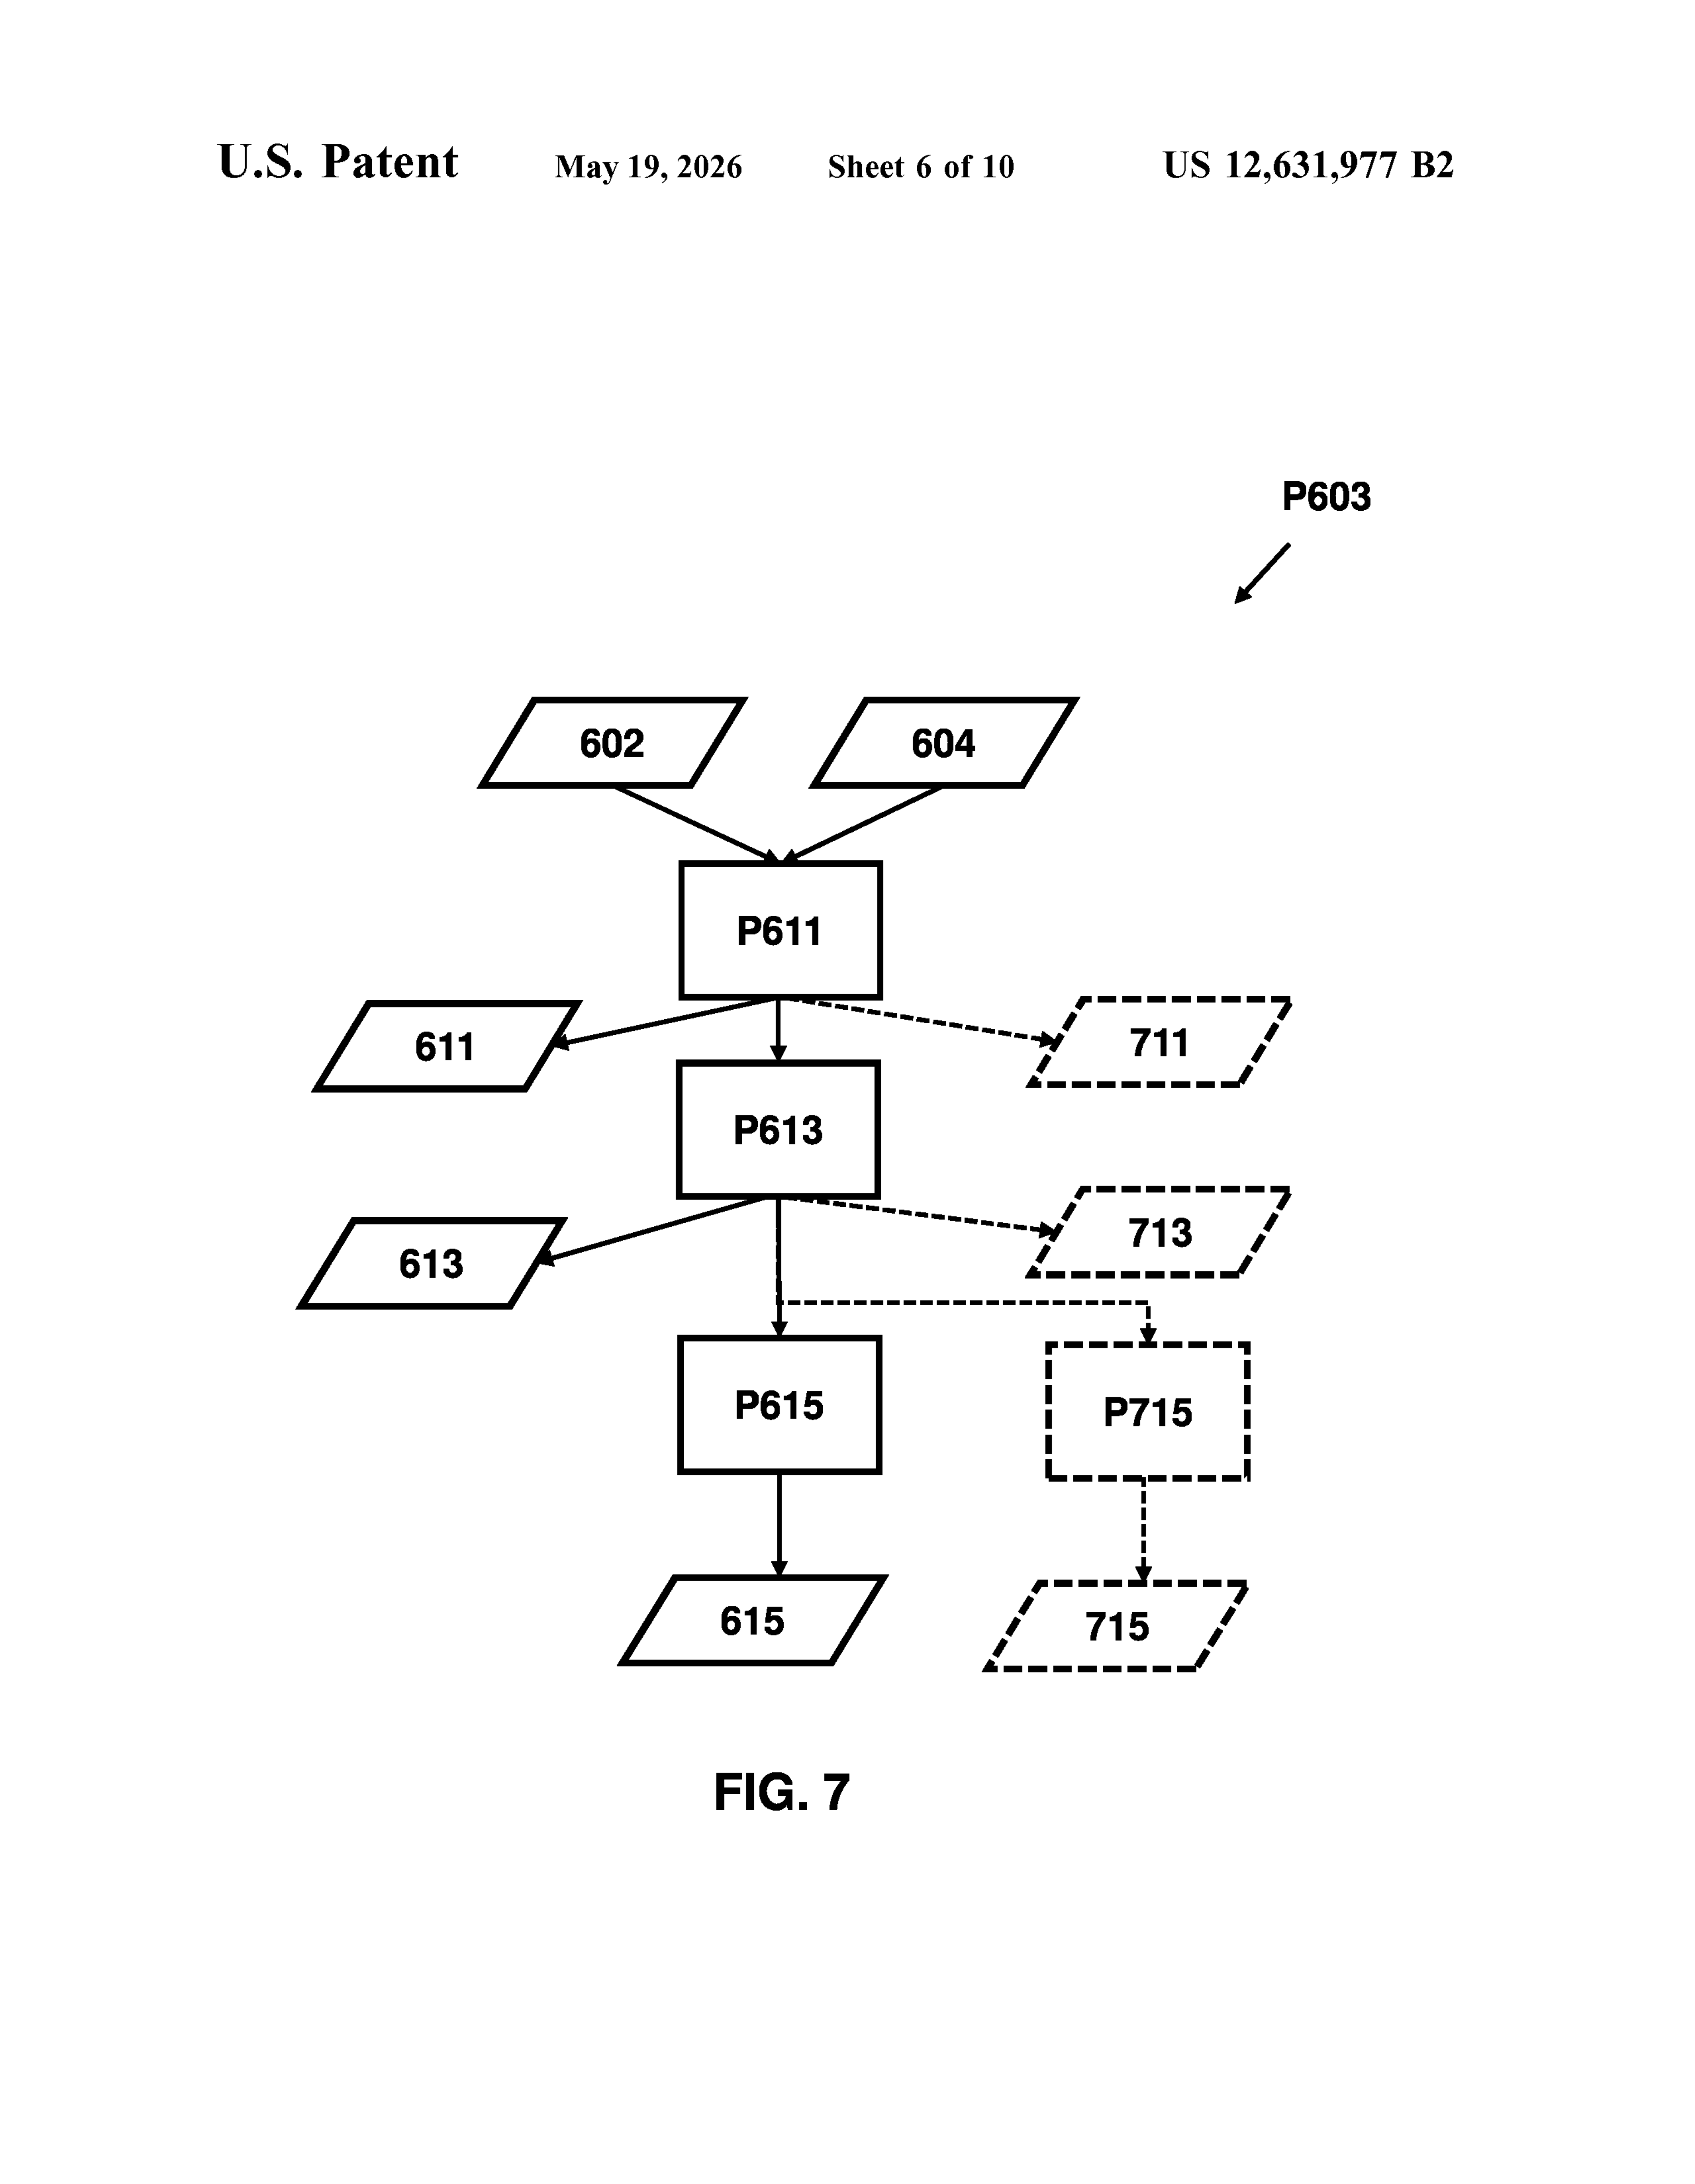 U.S. Patent May 19, 2026 Sheet 6 of 10 US 12,631,977 B2
P603
602 604
P611
611 711
P613
613 713
P615 P715
615 715
FIG. 7